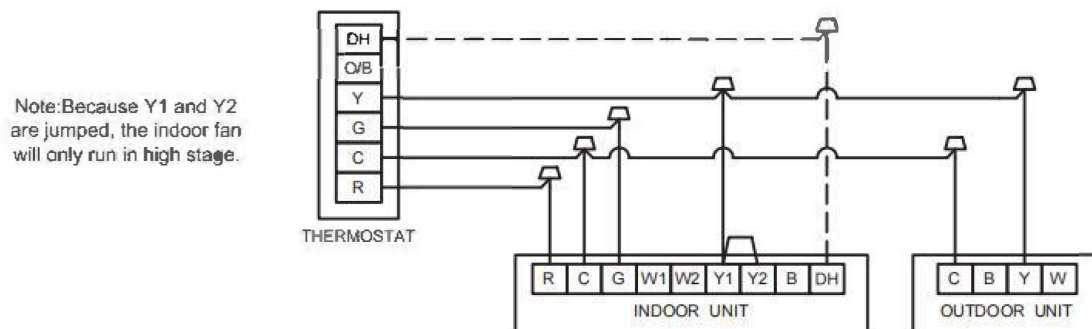 DH
O/B
Y
G
C
R
THERMOSTAT
Note:Because Y1 and Y2
are jumped, the indoor fan
will only run in high stage.
R C G W1 W2 Y1 Y2 B DH
INDOOR UNIT
C B Y W
OUTDOOR UNIT